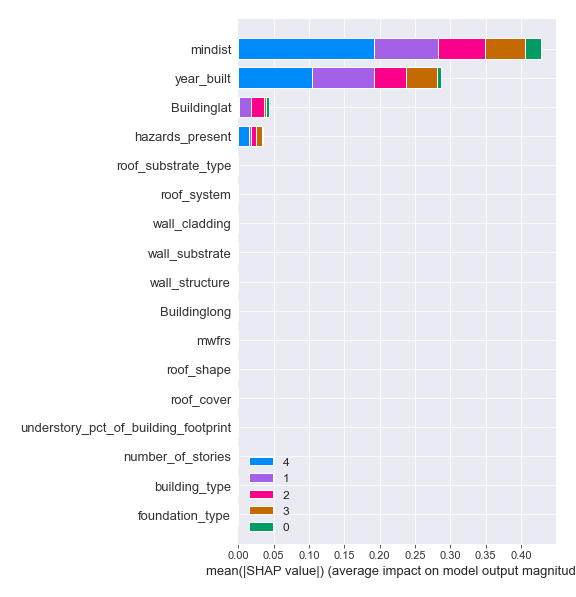 mindist
year_built
Buildinglat
hazards_present
roof_substrate_type
roof_system
wall_cladding
wall_substrate
wall_structure
Buildinglong
mwfrs
roof_shape
roof_cover
understory_pct_of_building_footprint
number_of_stories
building_type
foundation_type
4
1
2
3
0
0.00 0.05 0.10 0.15 0.20 0.25 0.30 0.35 0.40
mean(|SHAP value|) (average impact on model output magnitud